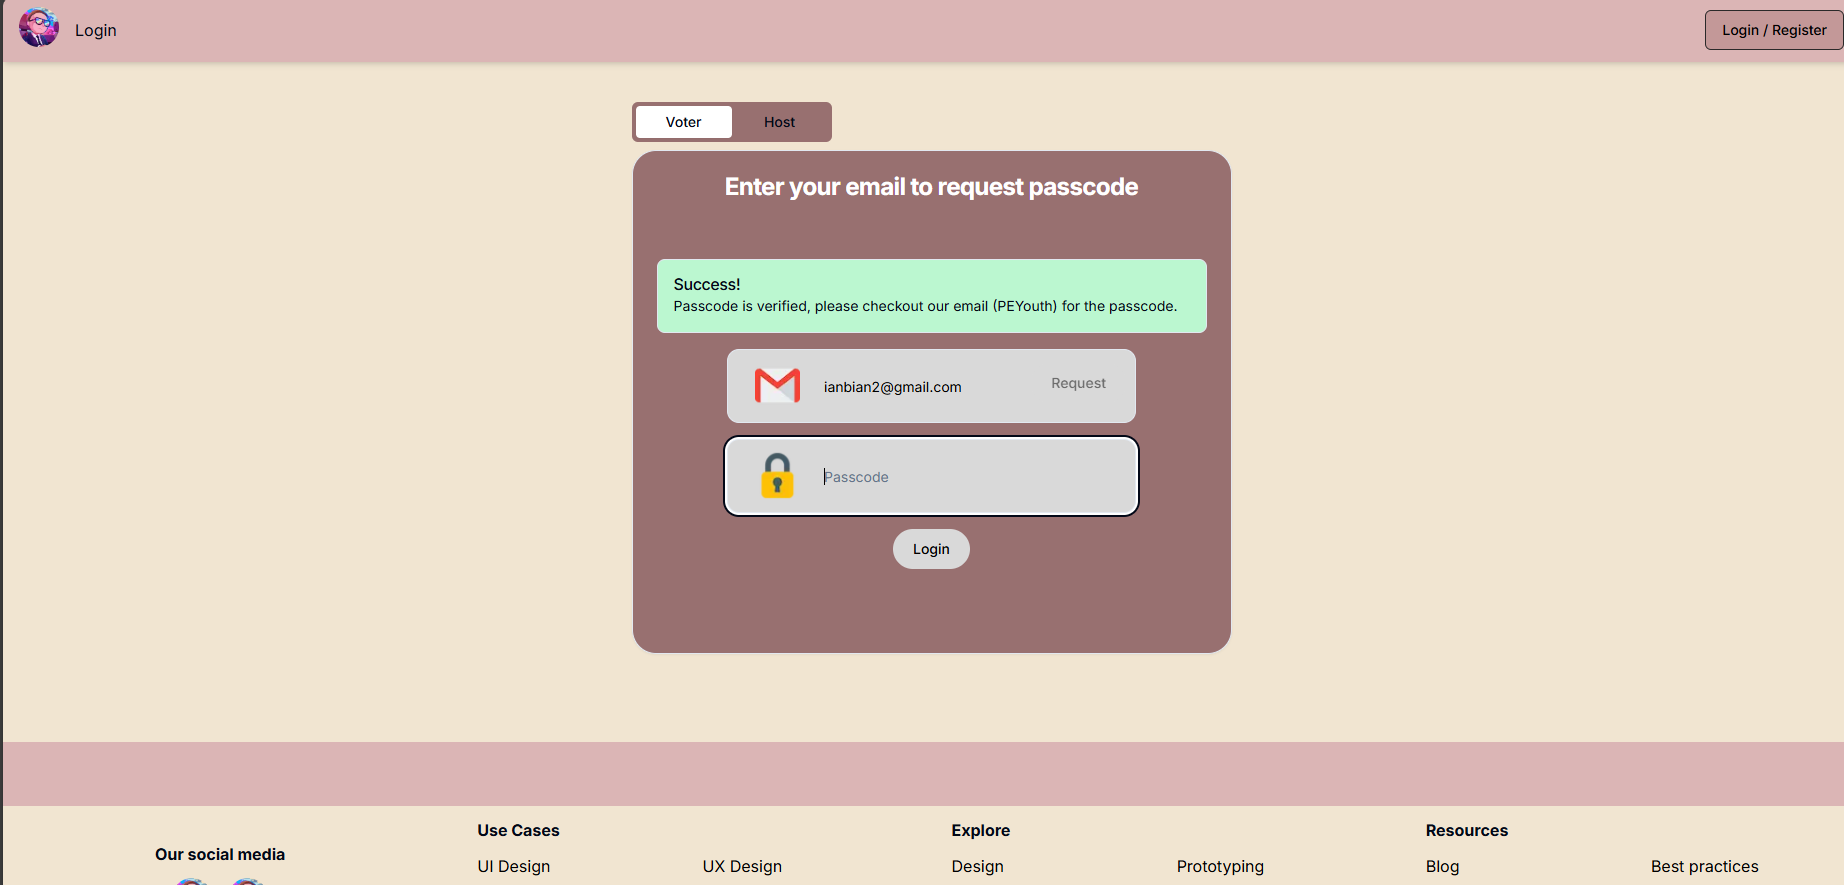 Login
Login / Register
Voter
Host
Enter your email to request passcode
Success!
Passcode is verified, please checkout our email (PEYouth) for the passcode.
ianbian2@gmail.com
Request
Passcode
Login
Our social media
Use Cases
UI Design
UX Design
Explore
Design
Prototyping
Resources
Blog
Best practices